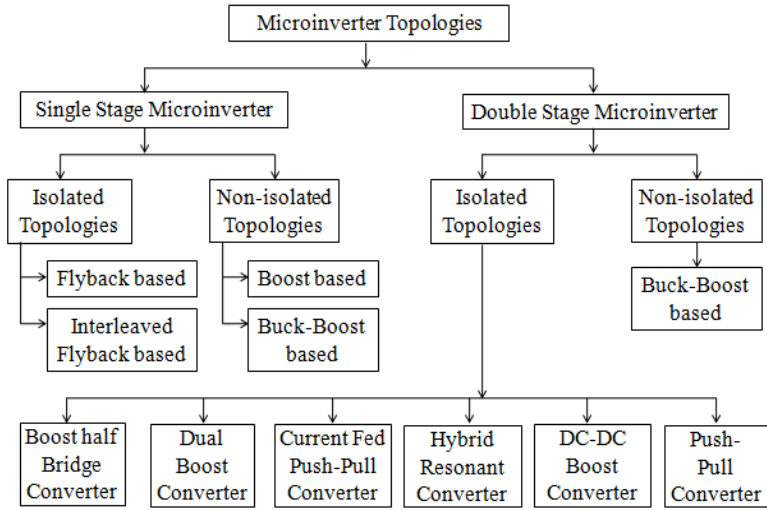 Microinverter Topologies
Single Stage Microinverter
Double Stage Microinverter
Isolated
Topologies
Non-isolated
Topologies
Isolated
Topologies
Non-isolated
Topologies
Flyback based
Interleaved
Flyback based
Boost based
Buck-Boost
based
Buck-Boost
based
Boost half
Bridge
Converter
Dual
Boost
Converter
Current Fed
Push-Pull
Converter
Hybrid
Resonant
Converter
DC-DC
Boost
Converter
Push-
Pull
Converter